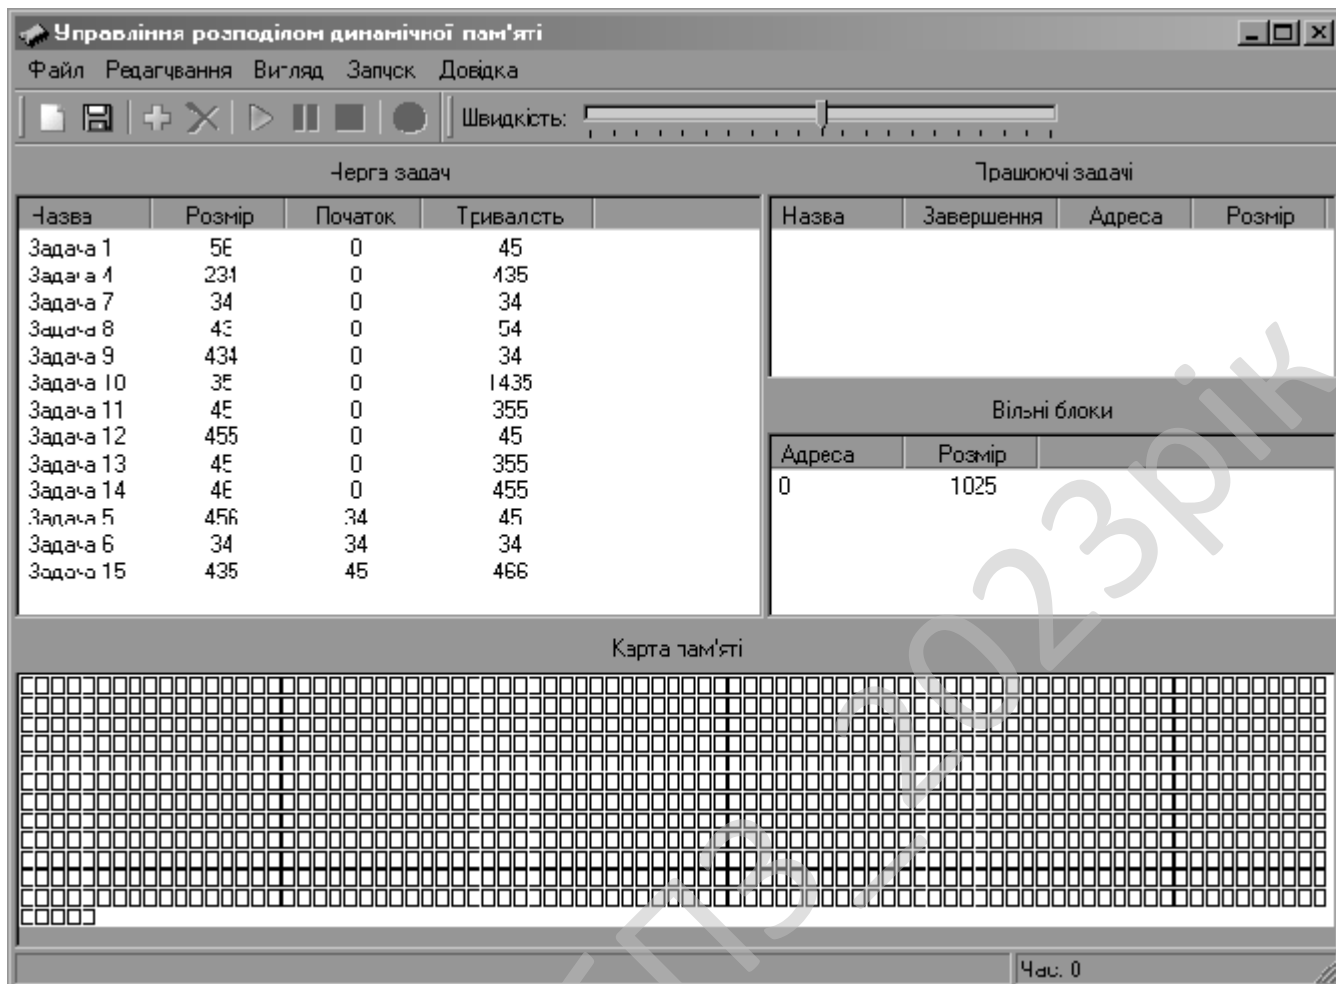 Управління розподілом динамічної пам'яті
Файл Редагування Вигляд Запуск Довідка
Швидкість:
Черга задач
Працюючі задачі
Назва Розмір Початок Тривалсть
Назва Завершення Адреса Розмір
Задача 1 56 0 45
Задача 4 234 0 435
Задача 7 34 0 34
Задача 8 43 0 54
Задача 9 434 0 34
Задача 10 35 0 1435
Задача 11 45 0 355
Задача 12 455 0 45
Задача 13 45 0 355
Задача 14 46 0 455
Задача 5 456 34 45
Задача 6 34 34 34
Задача 15 435 45 466
Вільні блоки
Адреса Розмір
0 1025
Карта пам'яті
Час: 0
ПЗ_2023рік